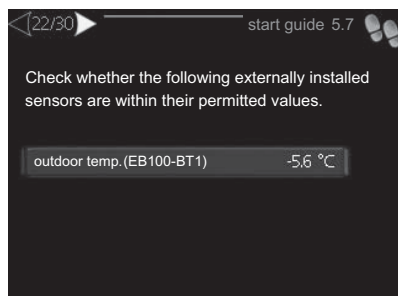 22/30
start guide 5.7
Check whether the following externally installed
sensors are within their permitted values.
outdoor temp.(EB100-BT1) -5.6 °C